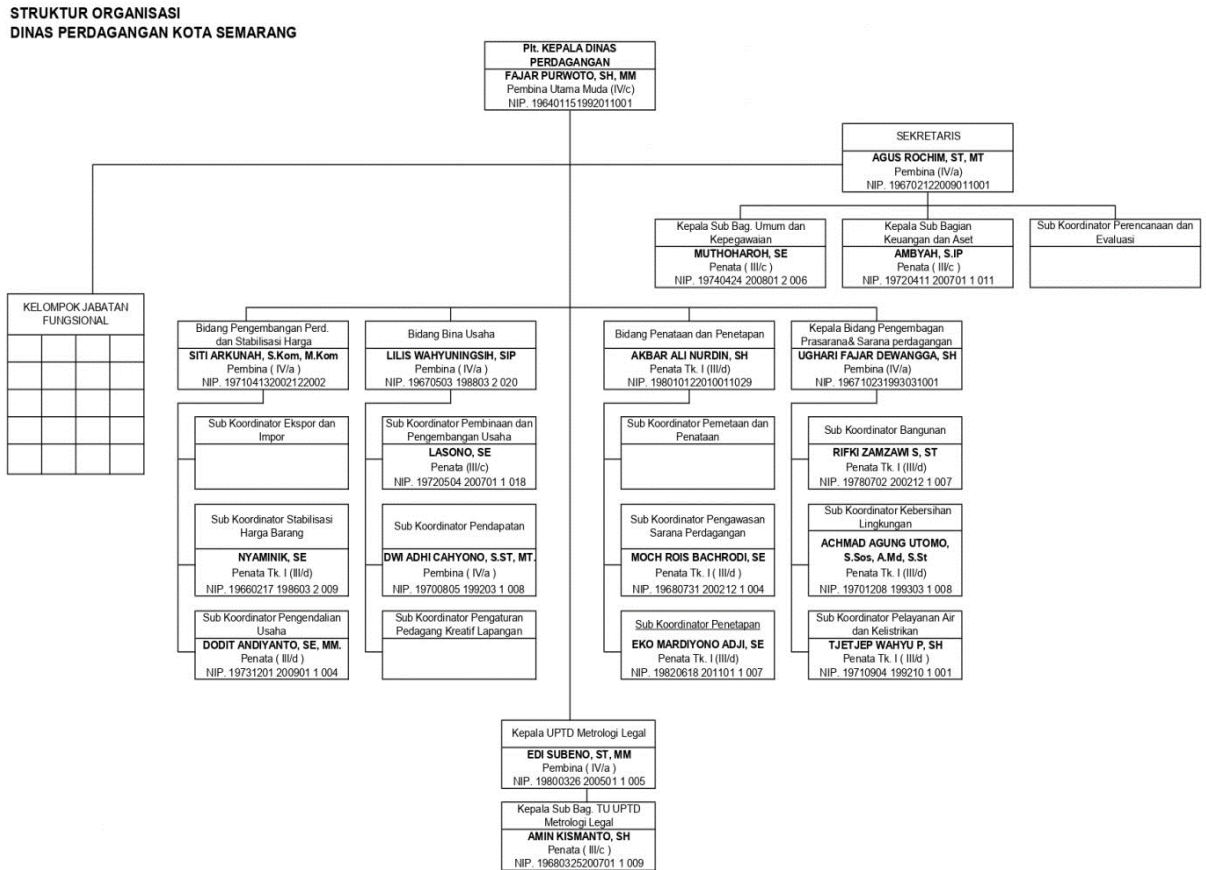 STRUKTUR ORGANISASI
DINAS PERDAGANGAN KOTA SEMARANG
Plt. KEPALA DINAS
PERDAGANGAN
FAJAR PURWOTO, SH, MM
Pembina Utama Muda (IV/c)
NIP. 196401151992011001
SEKRETARIS
AGUS ROCHIM, ST, MT
Pembina (IV/a)
NIP. 196702122009011001
Kepala Sub Bag. Umum dan
Kepegawaian
MUTHOHAROH, SE
Penata ( III/c )
NIP. 19740424 200801 2 006
Kepala Sub Bagian
Keuangan dan Aset
AMBYAH, S.IP
Penata ( III/c )
NIP. 19720411 200701 1 011
Sub Koordinator Perencanaan dan
Evaluasi
KELOMPOK JABATAN
FUNGSIONAL
Bidang Pengembangan Perd.
dan Stabilisasi Harga
SITI ARKUNAH, S.Kom, M.Kom
Pembina ( IV/a )
NIP. 197104132002122002
Sub Koordinator Ekspor dan
Impor
Sub Koordinator Stabilisasi
Harga Barang
NYAMINIK, SE
Penata Tk. I (III/d)
NIP. 19660217 198603 2 009
Sub Koordinator Pengendalian
Usaha
DODIT ANDIYANTO, SE, MM.
Penata ( III/d )
NIP. 19731201 200901 1 004
Bidang Bina Usaha
LILIS WAHYUNINGSIH, SIP
Pembina ( IV/a )
NIP. 19670503 198803 2 020
Sub Koordinator Pembinaan dan
Pengembangan Usaha
LASONO, SE
Penata (III/c)
NIP. 19720504 200701 1 018
Sub Koordinator Pendapatan
DWI ADHI CAHYONO, S.ST, MT.
Pembina ( IV/a )
NIP. 19700805 199203 1 008
Sub Koordinator Pengaturan
Pedagang Kreatif Lapangan
Bidang Penataan dan Penetapan
AKBAR ALI NURDIN, SH
Penata Tk. I (III/d)
NIP. 198010122010011029
Sub Koordinator Pemetaan dan
Penataan
Sub Koordinator Pengawasan
Sarana Perdagangan
MOCH ROIS BACHRODI, SE
Penata Tk. I ( III/d )
NIP. 19680731 200212 1 004
Sub Koordinator Penetapan
EKO MARDIYONO ADJI, SE
Penata Tk. I (III/d)
NIP. 19820618 201101 1 007
Kepala Bidang Pengembagan
Prasarana& Sarana perdagangan
UGHARI FAJAR DEWANGGA, SH
Pembina (IV/a)
NIP. 196710231993031001
Sub Koordinator Bangunan
RIFKI ZAMZAWI S, ST
Penata Tk. I (III/d)
NIP. 19780702 200212 1 007
Sub Koordinator Kebersihan
Lingkungan
ACHMAD AGUNG UTOMO,
S.Sos, A.Md, S.St
Penata Tk. I (III/d)
NIP. 19701208 199303 1 008
Sub Koordinator Pelayanan Air
dan Kelistrikan
TJETJEP WAHYU P, SH
Penata Tk. I ( III/d )
NIP. 19710904 199210 1 001
Kepala UPTD Metrologi Legal
EDI SUBENO, ST, MM
Pembina ( IV/a )
NIP. 19800326 200501 1 005
Kepala Sub Bag. TU UPTD
Metrologi Legal
AMIN KISMANTO, SH
Penata ( III/c )
NIP. 19680325200701 1 009